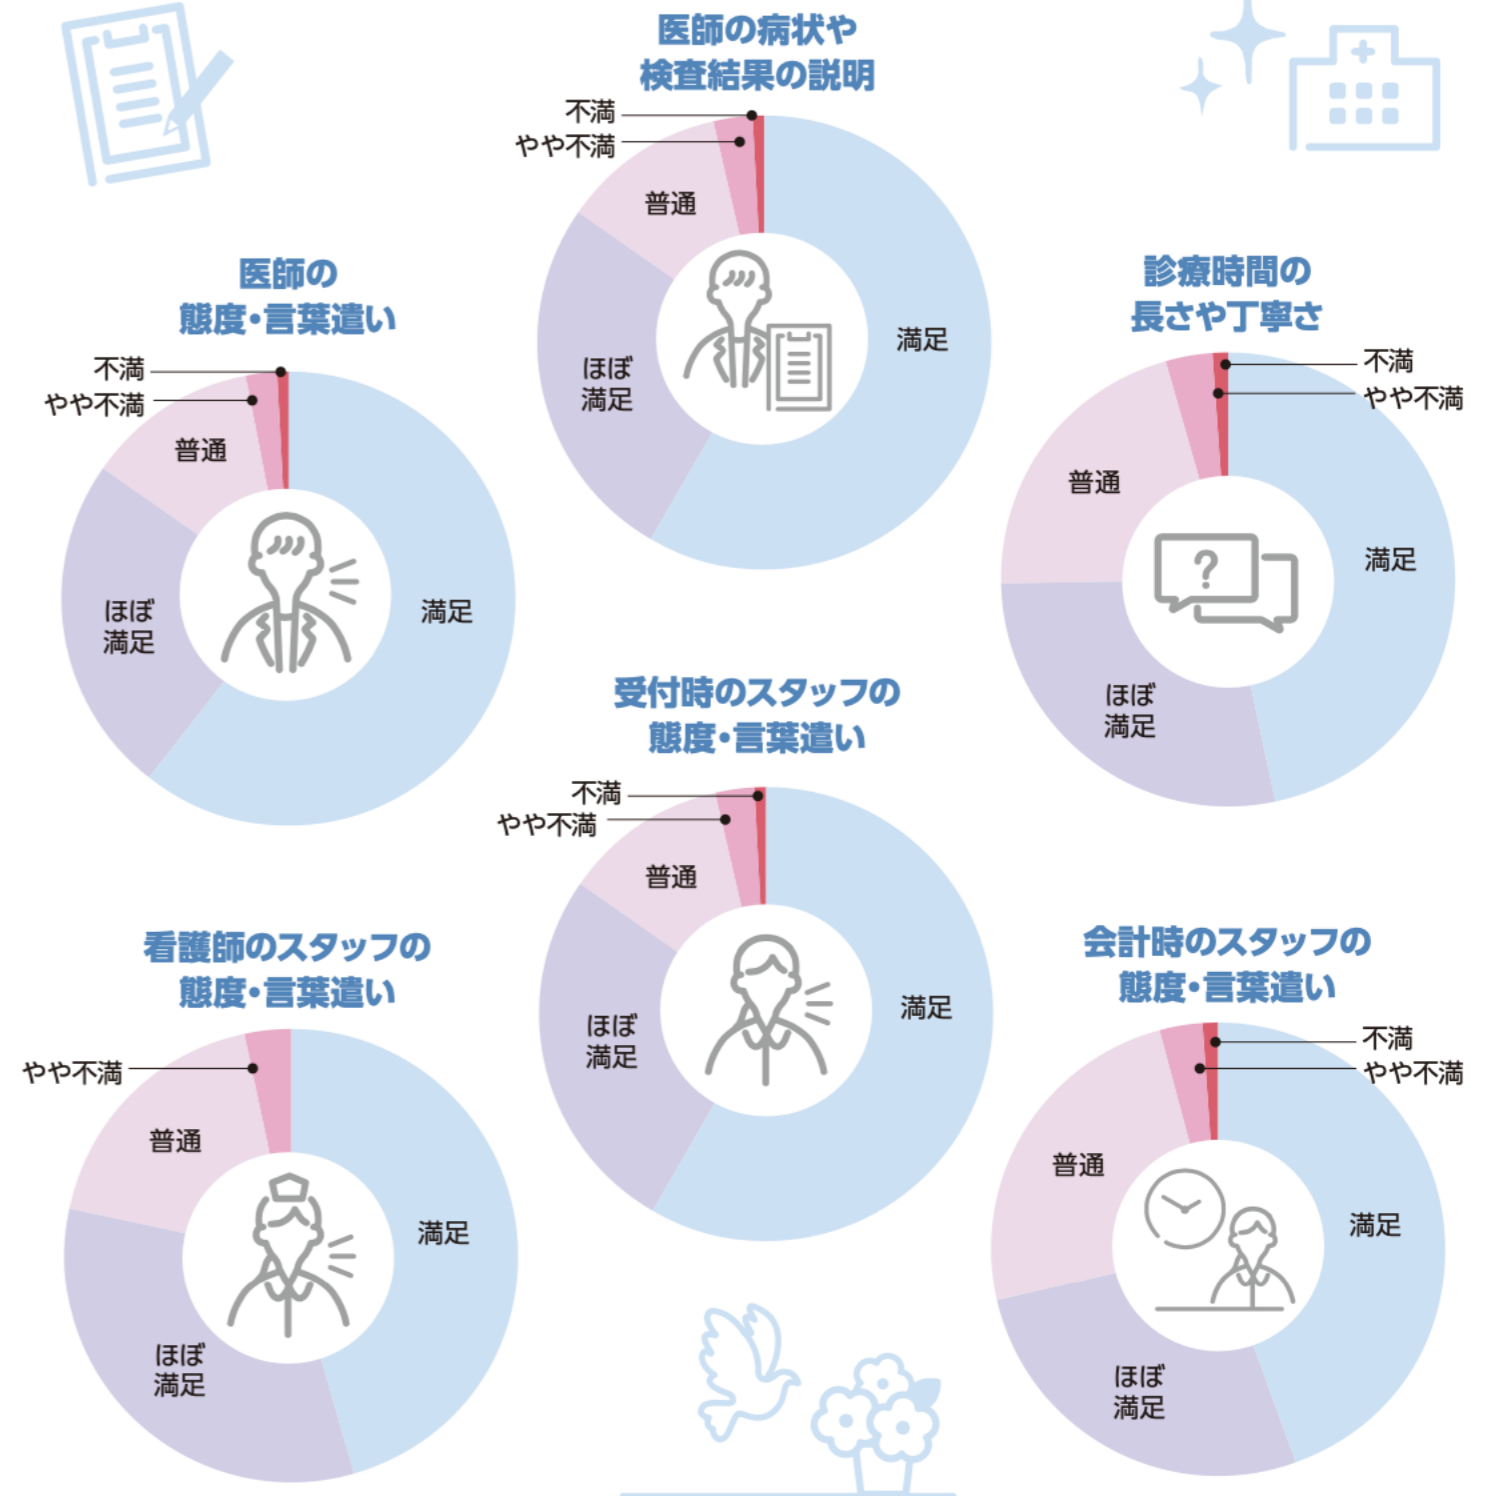 医師の病状や
検査結果の説明
不満
やや不満
普通
ほぼ
満足
満足
医師の
態度・言葉遣い
不満
やや不満
普通
ほぼ
満足
満足
診療時間の
長さや丁寧さ
不満
やや不満
普通
満足
ほぼ
満足
受付時のスタッフの
態度・言葉遣い
不満
やや不満
普通
満足
ほぼ
満足
看護師のスタッフの
態度・言葉遣い
やや不満
普通
満足
ほぼ
満足
会計時のスタッフの
態度・言葉遣い
不満
やや不満
普通
満足
ほぼ
満足
?